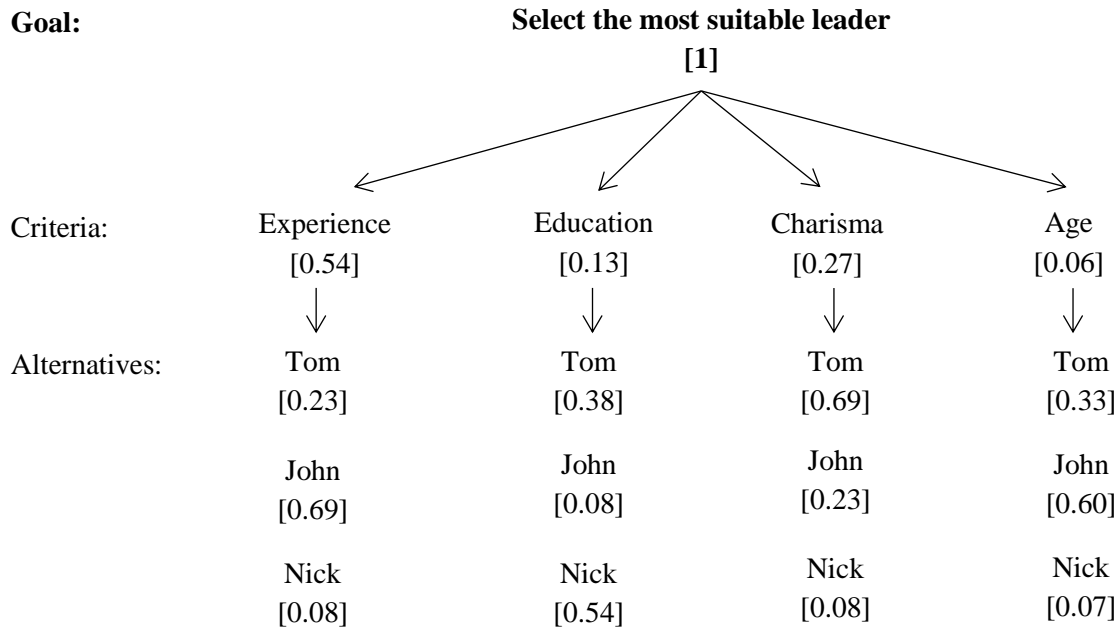 Goal: Select the most suitable leader
[1]
Criteria: Experience Education Charisma Age
[0.54] [0.13] [0.27] [0.06]
Alternatives: Tom Tom Tom Tom
[0.23] [0.38] [0.69] [0.33]
John John John John
[0.69] [0.08] [0.23] [0.60]
Nick Nick Nick Nick
[0.08] [0.54] [0.08] [0.07]